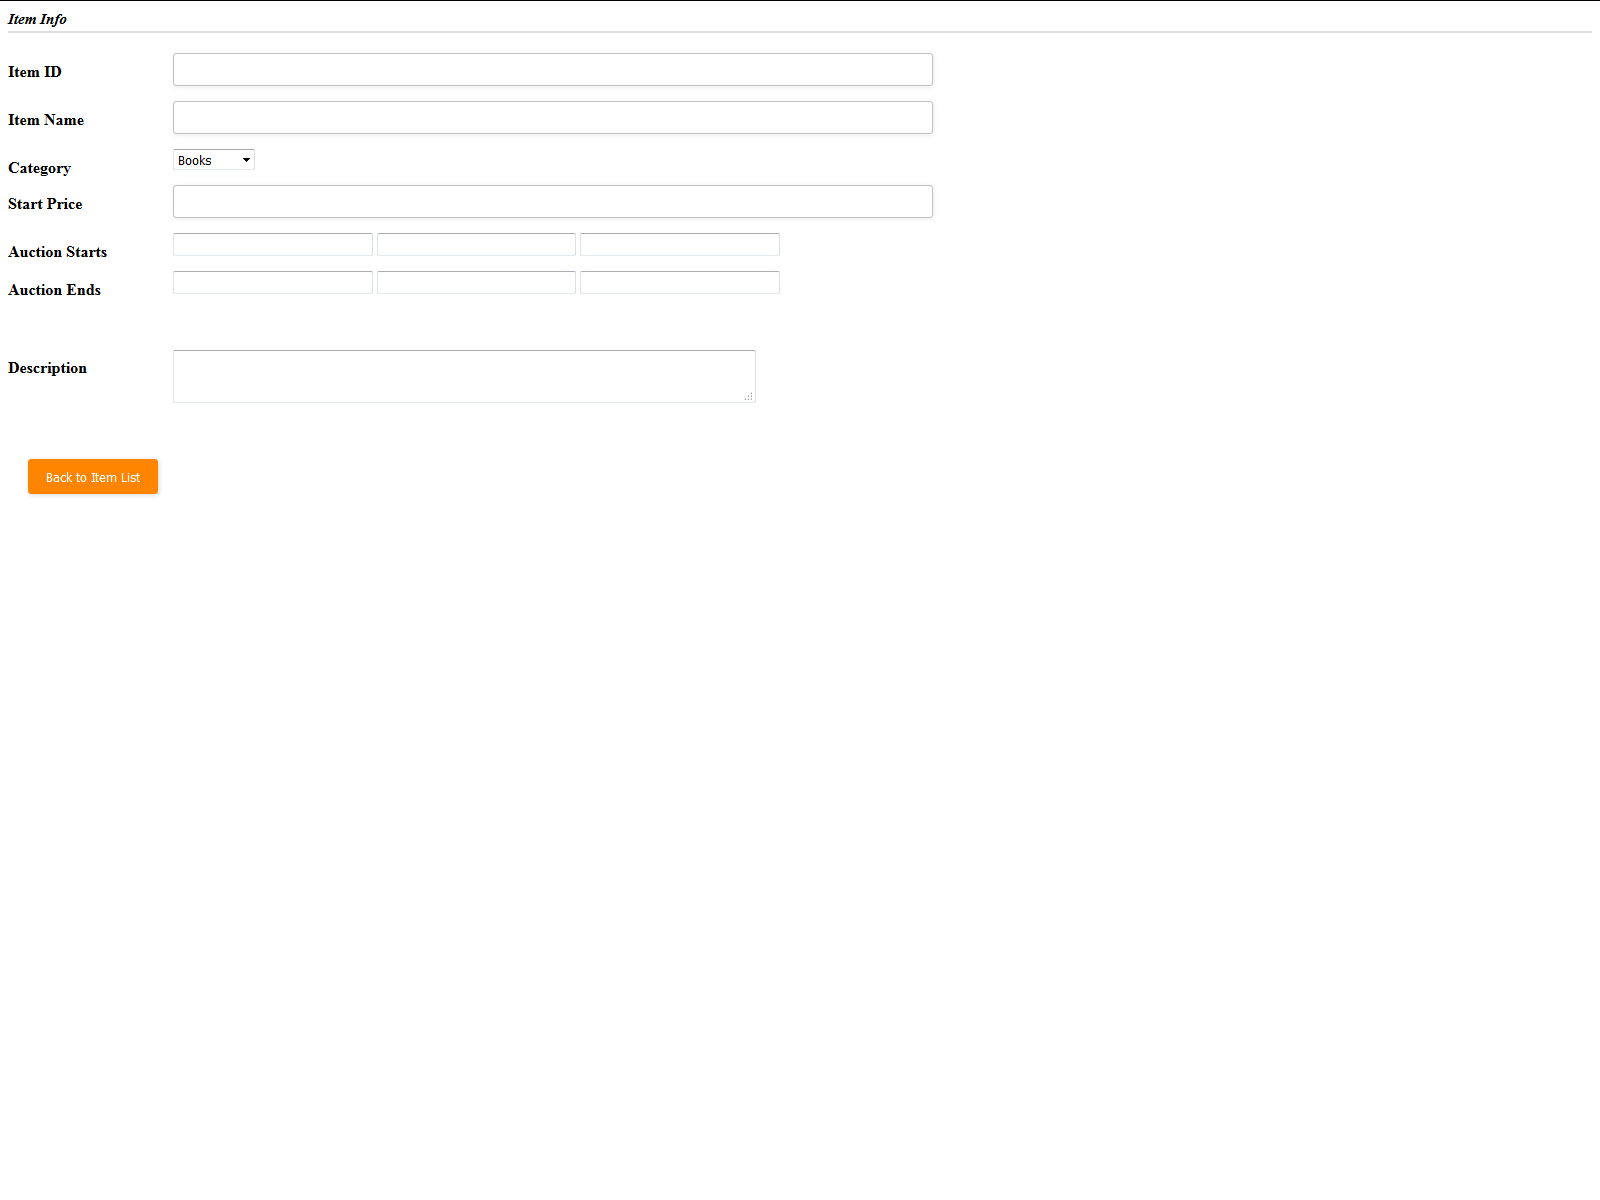 Item Info
Item ID
Item Name
Category
Books
Start Price
Auction Starts
Auction Ends
Description
Back to Item List